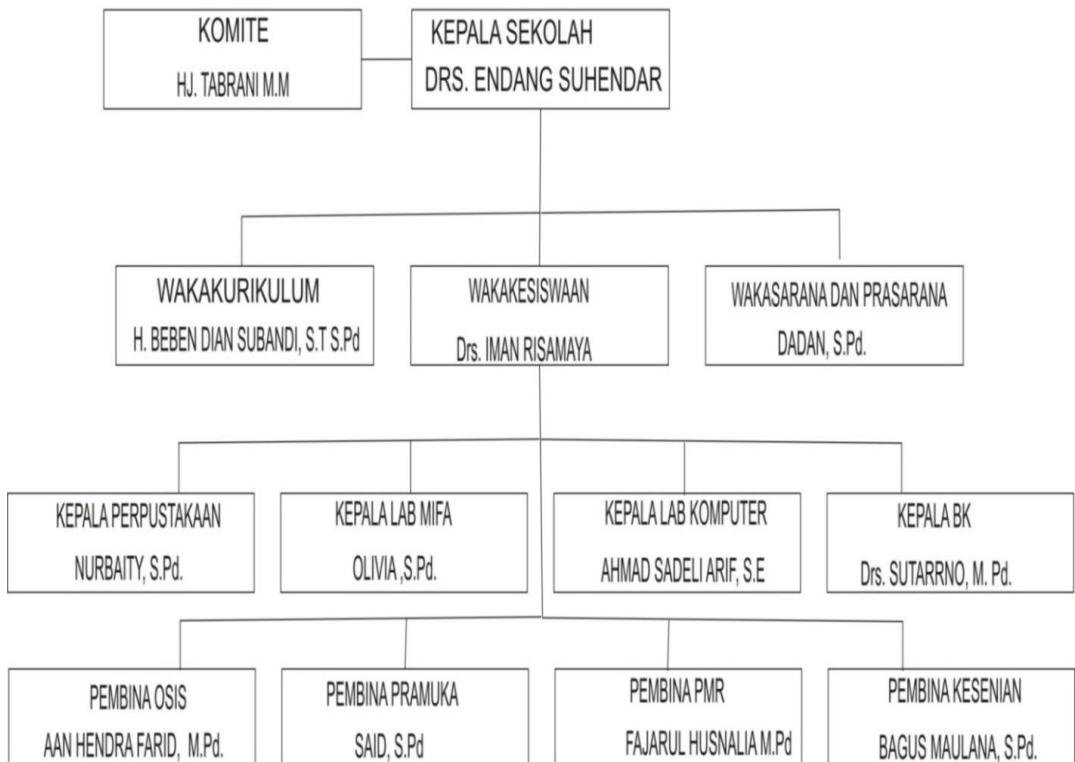 KOMITE
HJ. TABRANI M.M
KEPALA SEKOLAH
DRS. ENDANG SUHENDAR
WAKAKURIKULUM
H. BEBEN DIAN SUBANDI, S.T S.Pd
WAKAKESISWAAN
Drs. IMAN RISAMAYA
WAKASARANA DAN PRASARANA
DADAN, S.Pd.
KEPALA PERPUSTAKAAN
NURBAITY, S.Pd.
KEPALA LAB MIFA
OLIVIA ,S.Pd.
KEPALA LAB KOMPUTER
AHMAD SADELI ARIF, S.E
KEPALA BK
Drs. SUTARRNO, M. Pd.
PEMBINA OSIS
AAN HENDRA FARID, M.Pd.
PEMBINA PRAMUKA
SAID, S.Pd
PEMBINA PMR
FAJARUL HUSNALIA M.Pd
PEMBINA KESENIAN
BAGUS MAULANA, S.Pd.